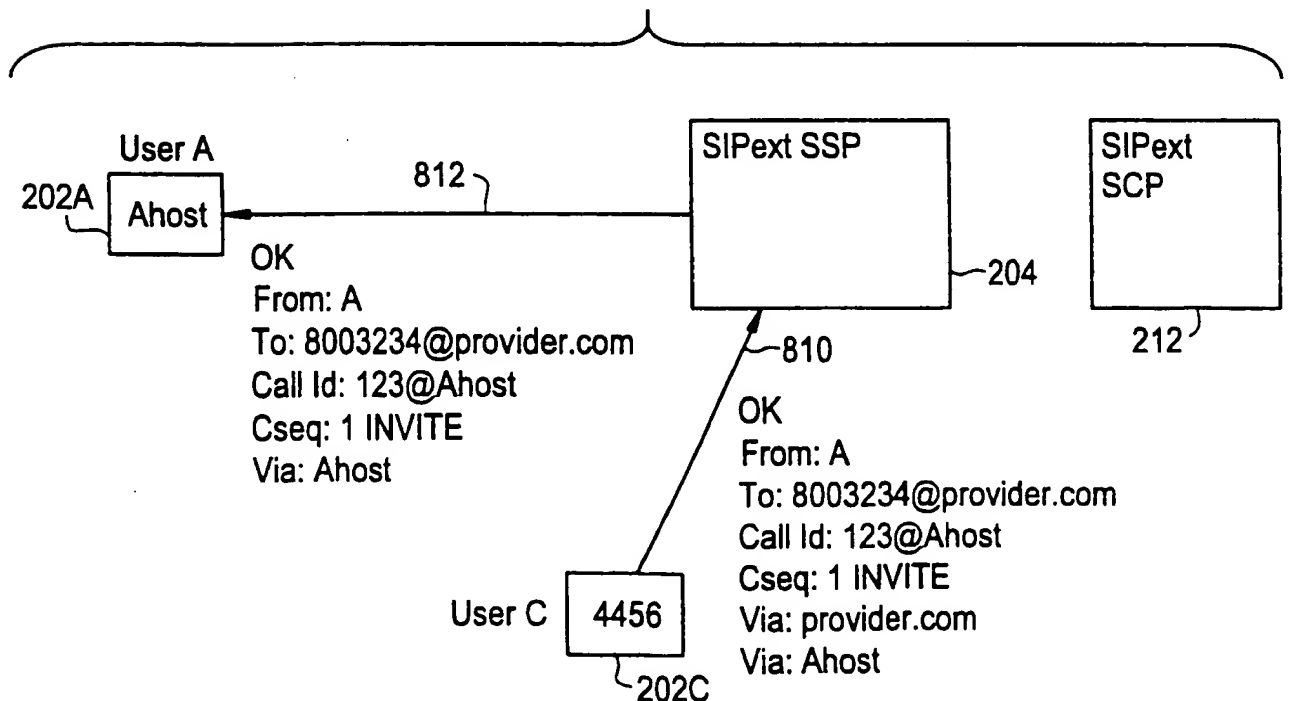 User A
202A
Ahost
812
SIPext SSP
204
SIPext
SCP
212
OK
From: A
To: 8003234@provider.com
Call Id: 123@Ahost
Cseq: 1 INVITE
Via: Ahost
810
OK
From: A
To: 8003234@provider.com
Call Id: 123@Ahost
Cseq: 1 INVITE
Via: provider.com
Via: Ahost
User C
4456
202C